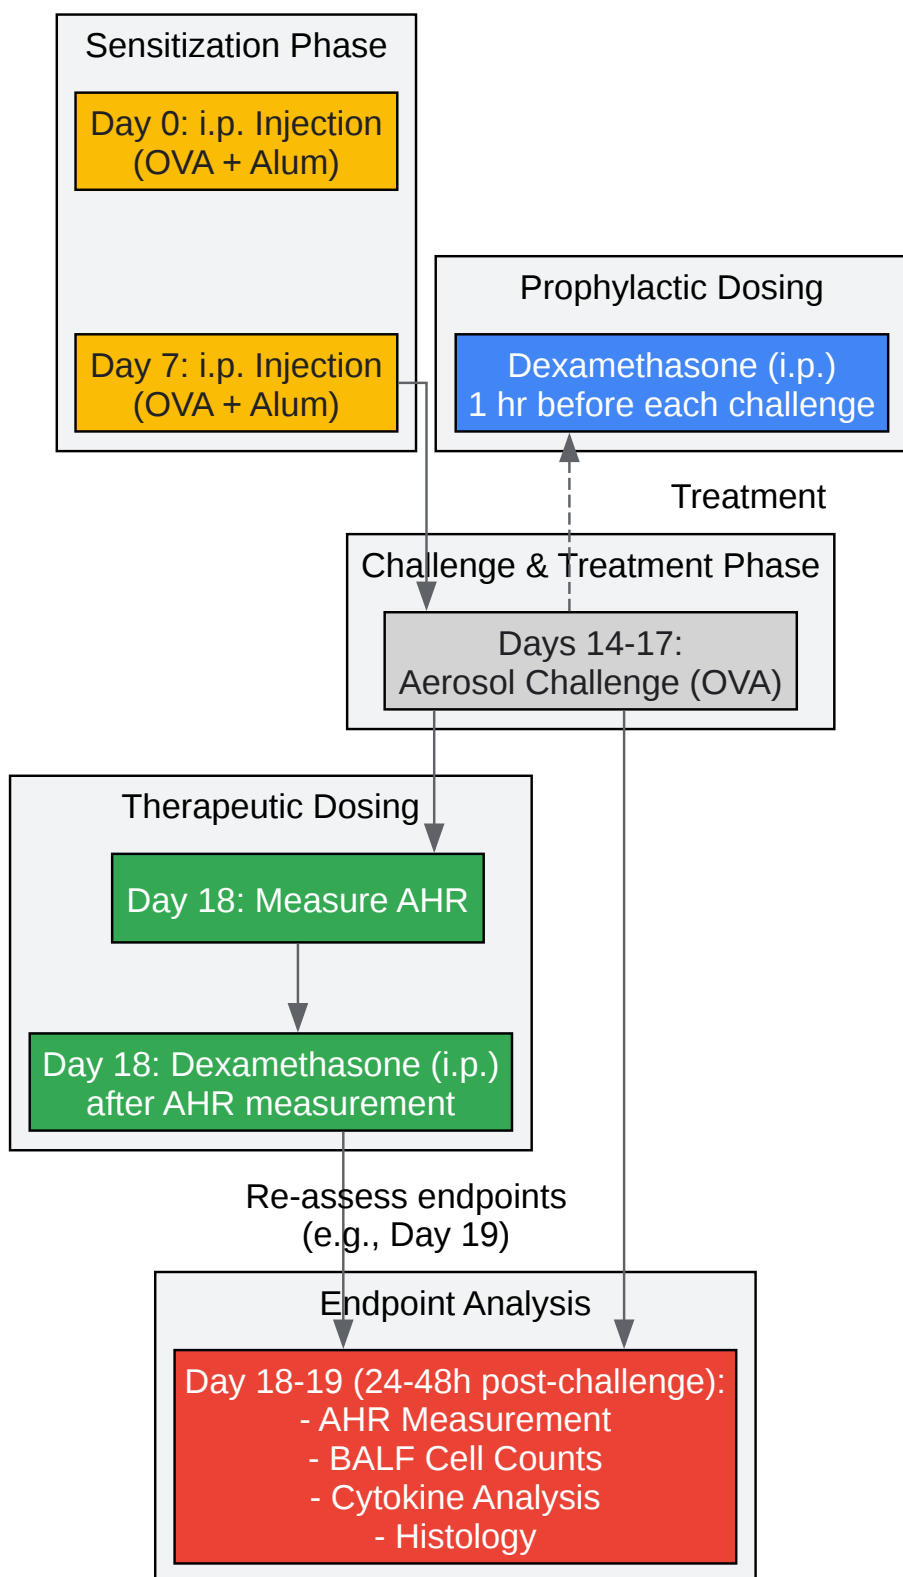 Sensitization Phase
Day 0: i.p. Injection
(OVA + Alum)
Day 7: i.p. Injection
(OVA + Alum)
Prophylactic Dosing
Dexamethasone (i.p.)
1 hr before each challenge
Treatment
Challenge & Treatment Phase
Days 14-17:
Aerosol Challenge (OVA)
Therapeutic Dosing
Day 18: Measure AHR
Day 18: Dexamethasone (i.p.)
after AHR measurement
Re-assess endpoints
(e.g., Day 19)
Endpoint Analysis
Day 18-19 (24-48h post-challenge):
- AHR Measurement
- BALF Cell Counts
- Cytokine Analysis
- Histology